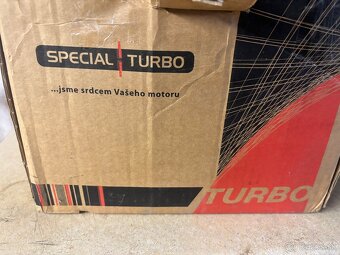 SPECIAL TURBO
...jsme srdcem Vašeho motoru
TURBO